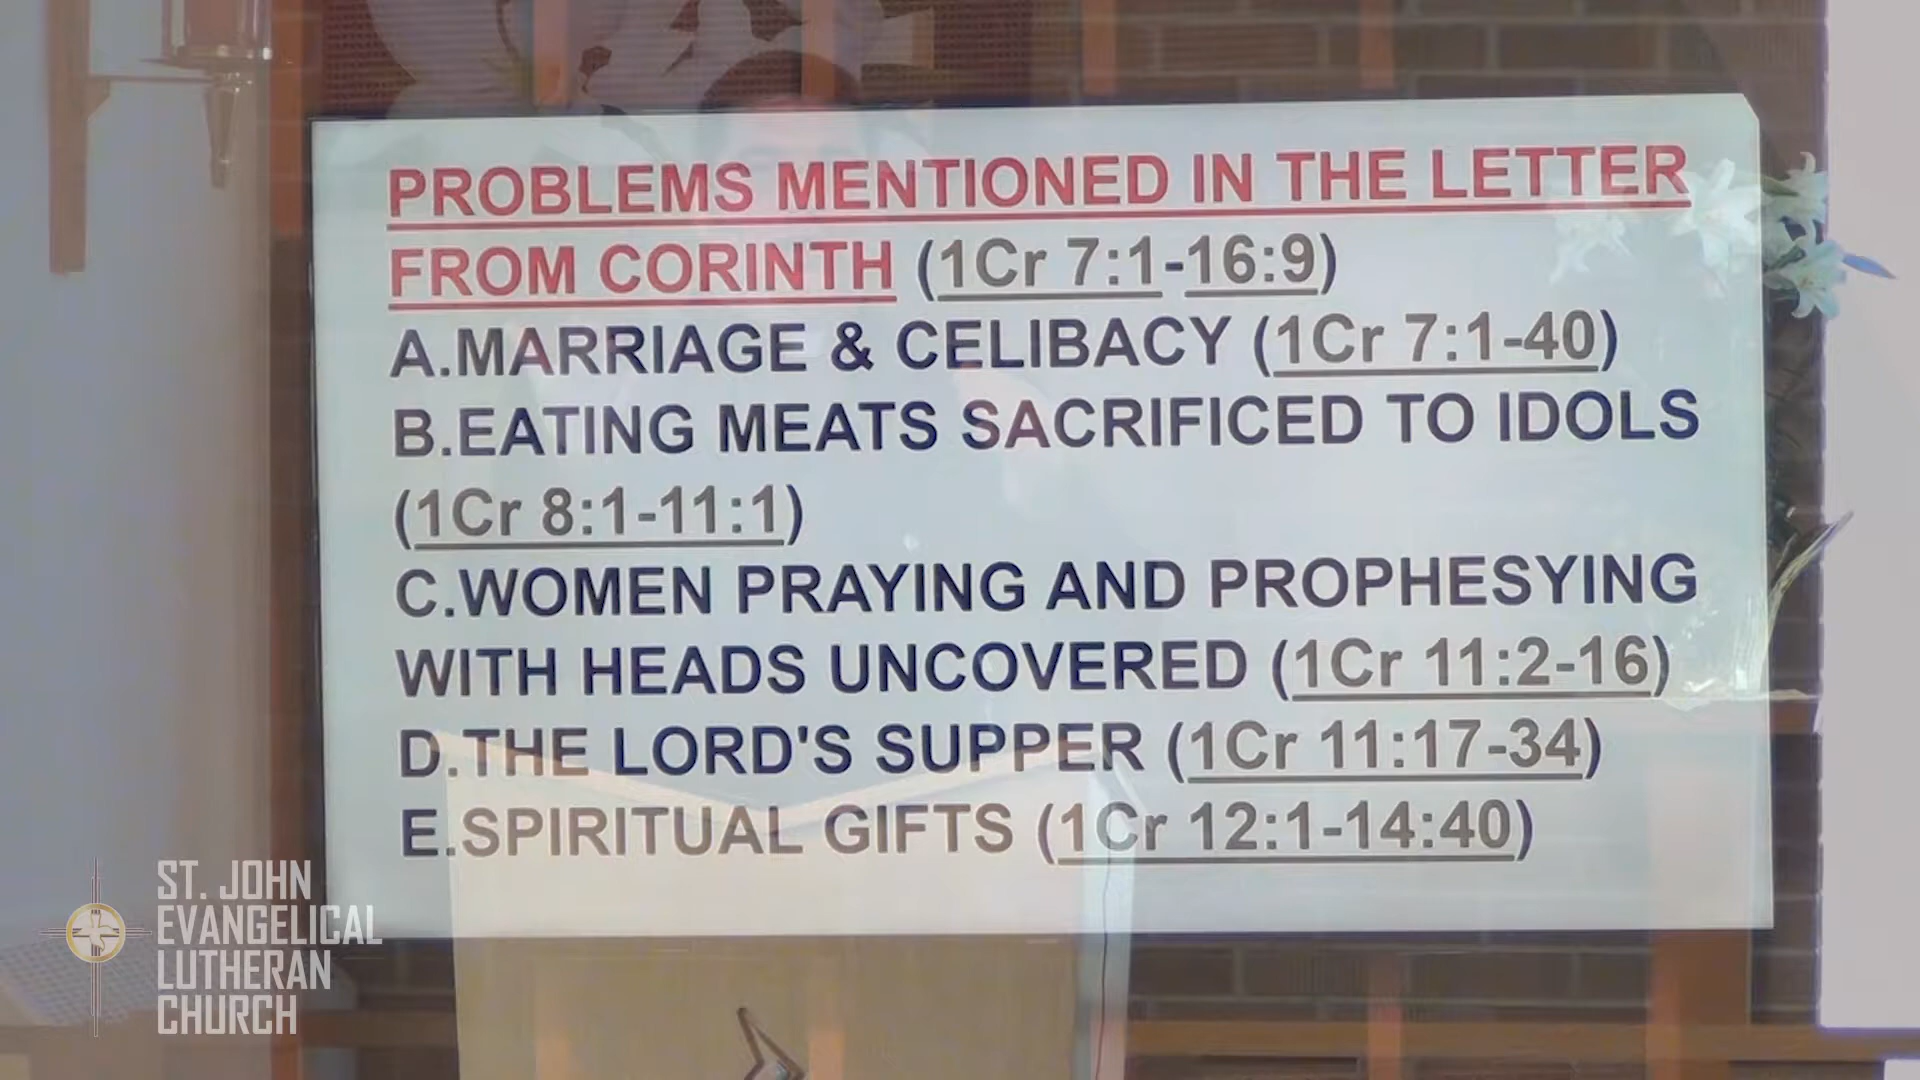 PROBLEMS MENTIONED IN THE LETTER
FROM CORINTH (1Cr 7:1-16:9)
A.MARRIAGE & CELIBACY (1Cr 7:1-40)
B.EATING MEATS SACRIFICED TO IDOLS
(1Cr 8:1-11:1)
C.WOMEN PRAYING AND PROPHESYING
WITH HEADS UNCOVERED (1Cr 11:2-16)
D.THE LORD'S SUPPER (1Cr 11:17-34)
E.SPIRITUAL GIFTS (1Cr 12:1-14:40)
ST. JOHN
EVANGELICAL
LUTHERAN
CHURCH